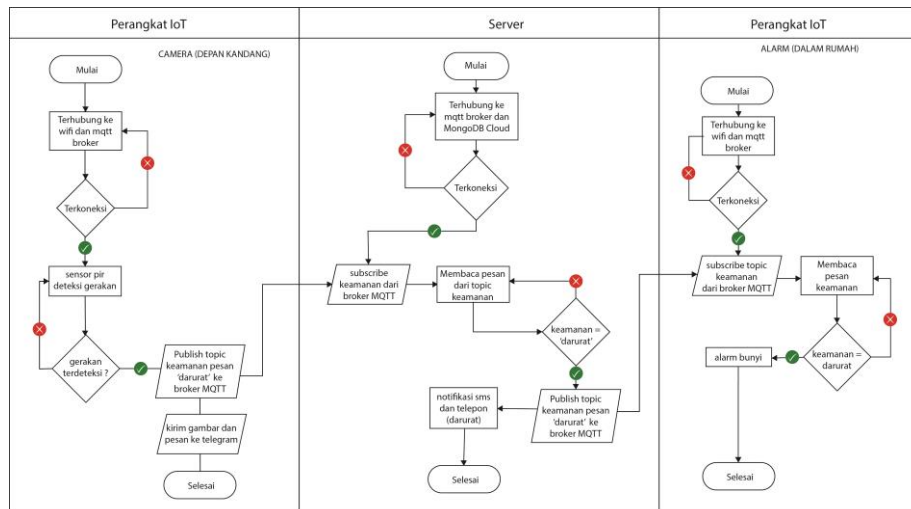 Perangkat IoT
Server
Perangkat IoT
CAMERA (DEPAN KANDANG)
Mulai
Terhubung ke
wifi dan mqtt
broker
Terkoneksi
sensor pir
deteksi gerakan
gerakan
terdeteksi ?
Publish topic
keamanan pesan
'darurat' ke
broker MQTT
kirim gambar dan
pesan ke telegram
Selesai
Mulai
Terhubung ke
mqtt broker dan
MongoDB Cloud
Terkoneksi
subscribe
keamanan dari
broker MQTT
Membaca pesan
dari topic
keamanan
keamanan =
'darurat'
notifikasi sms
dan telepon
(darurat)
Publish topic
keamanan pesan
'darurat' ke
broker MQTT
Selesai
ALARM (DALAM RUMAH)
Mulai
Terhubung ke
wifi dan mqtt
broker
Terkoneksi
subscribe topic
keamanan
dari broker MQTT
Membaca
pesan
keamanan
keamanan =
darurat
alarm bunyi
Selesai